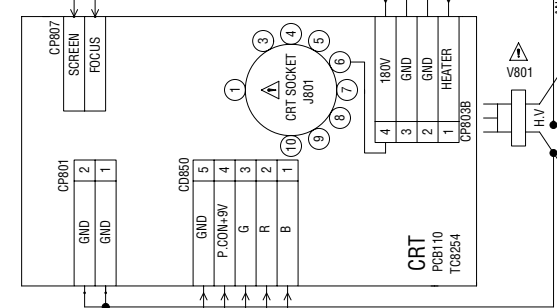 CP807
SCREEN
FOCUS
1
3
4
5
6
7
8
9
10
CRT SOCKET
J801
180V
GND
GND
HEATER
4
3
2
1
CP803B
V801
H.V
CP801
2
1
GND
GND
CD850
5
4
3
2
1
GND
P.CON+9V
G
R
B
CRT
PCB110
TC8254